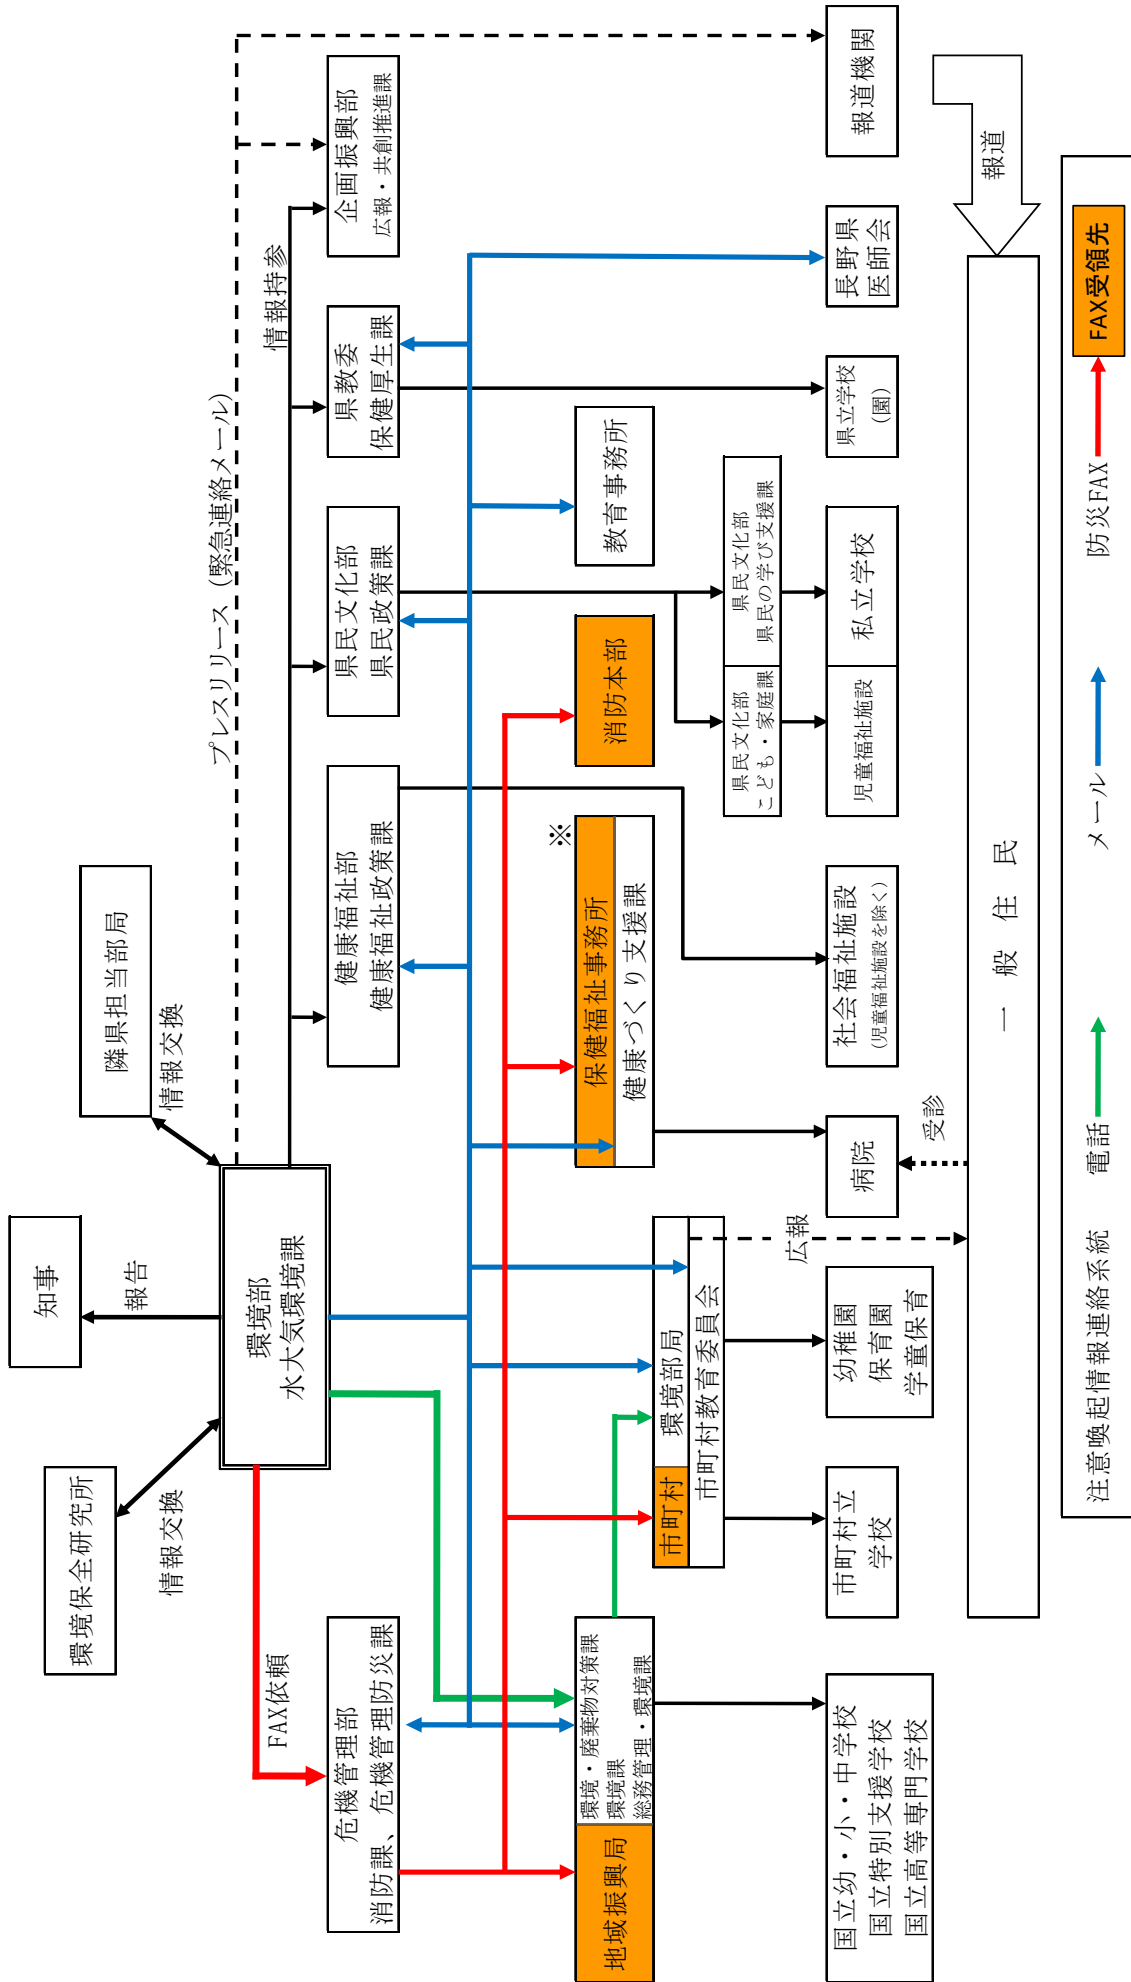 知事
報告
環境保全研究所
情報交換
隣県担当部局
情報交換
環境部
水大気環境課
プレスリリース（緊急連絡メール）
情報持参
FAX依頼
危機管理部
消防課、危機管理防災課
健康福祉部
健康福祉政策課
県民文化部
県民政策課
県教委
保健厚生課
企画振興部
広報・共創推進課
地域振興局
環境・廃棄物対策課
環境課
総務管理・環境課
市町村
環境部局
市町村教育委員会
※
保健福祉事務所
健康づくり支援課
消防本部
教育事務所
県民文化部
こども・家庭課
県民文化部
県民の学び支援課
国立幼・小・中学校
国立特別支援学校
国立高等専門学校
市町村立
学校
幼稚園
保育園
学童保育
広報
病院
受診
社会福祉施設
(児童福祉施設を除く)
児童福祉施設
私立学校
県立学校
(園)
長野県
医師会
報道機関
報道
一般住民
注意喚起情報連絡系統
電話
メール
防災FAX
FAX受領先